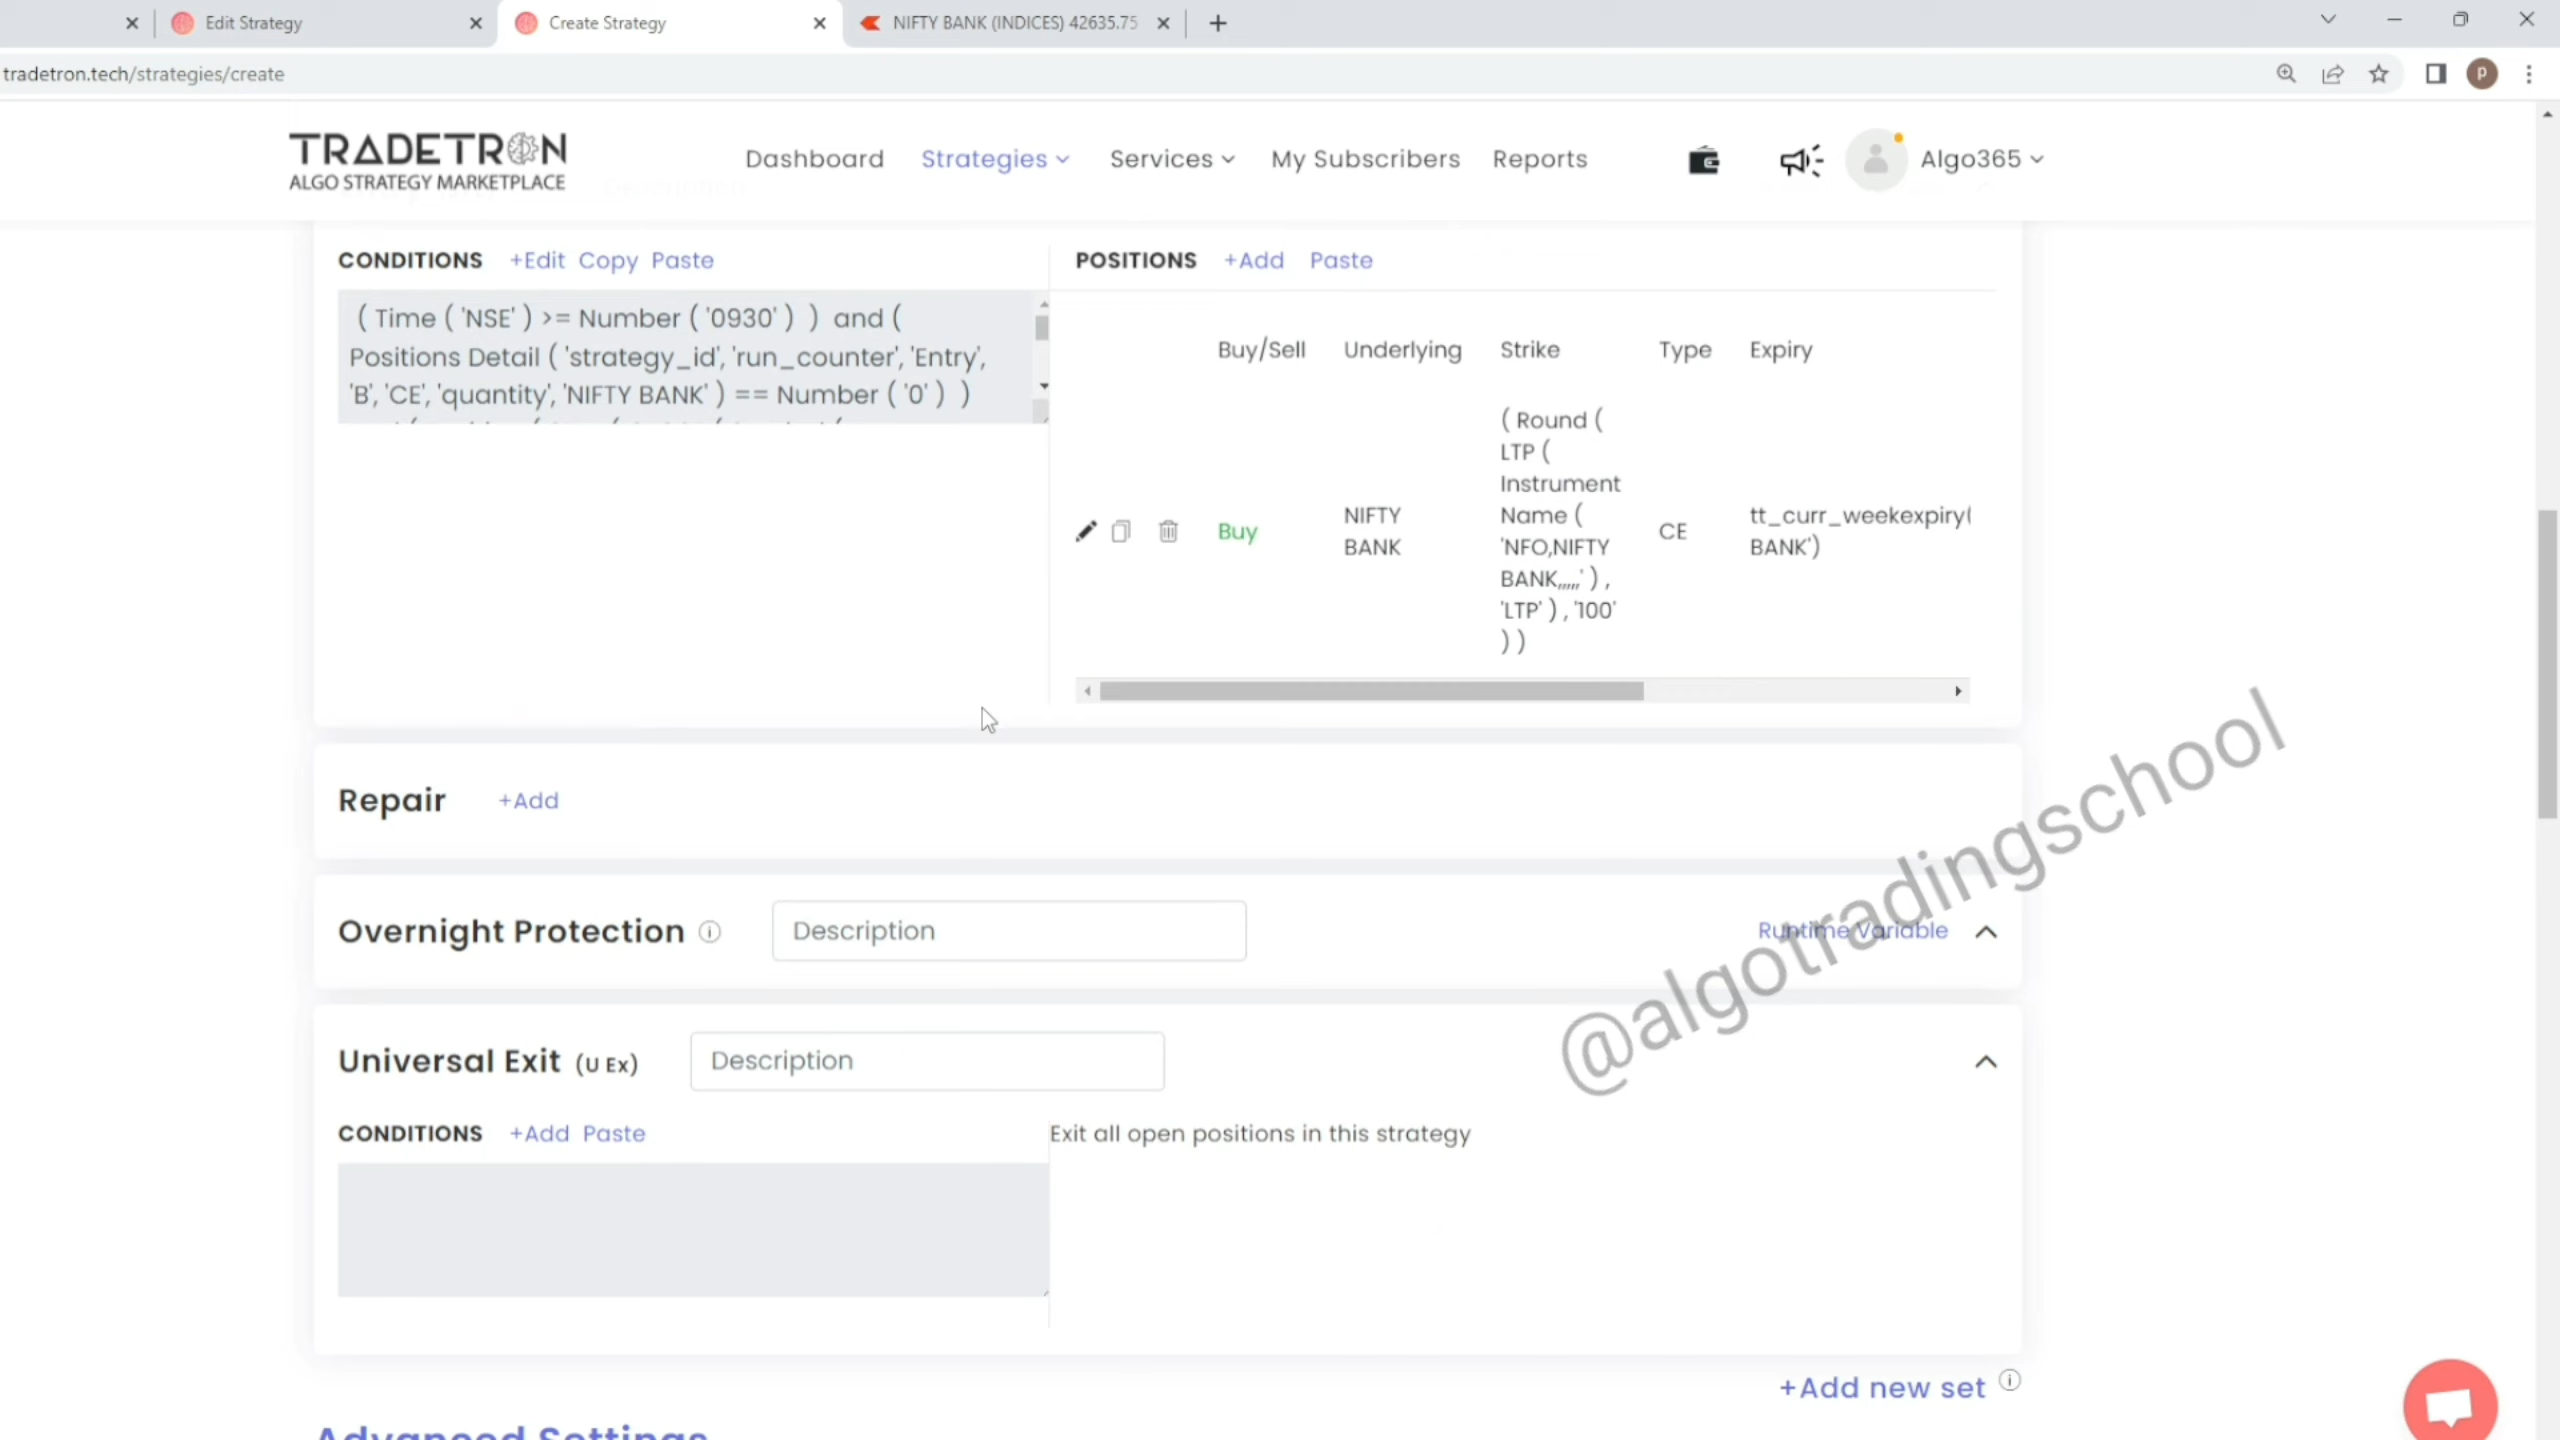 Edit Strategy
Create Strategy
NIFTY BANK (INDICES) 42635.75
tradetron.tech/strategies/create
p
TRADETRON
ALGO STRATEGY MARKETPLACE
Dashboard
Strategies
Services
My Subscribers
Reports
Algo365
Description
CONDITIONS +Edit Copy Paste
( Time ( 'NSE' ) >= Number ( '0930' ) ) and (
Positions Detail ( 'strategy_id', 'run_counter', 'Entry',
'B', 'CE', 'quantity', 'NIFTY BANK' ) == Number ( '0' ) )
POSITIONS +Add Paste
Buy/Sell Underlying Strike Type Expiry
Buy
NIFTY
BANK
( Round (
LTP (
Instrument
Name (
'NFO,NIFTY
BANK,,,,,' ) ,
'LTP' ) , '100'
) )
CE
tt_curr_weekexpiry(
BANK')
Repair +Add
Overnight Protection
Description
Runtime Variable
Universal Exit (U Ex)
Description
CONDITIONS +Add Paste
Exit all open positions in this strategy
+Add new set
Advanced Settings
@algotradingschool